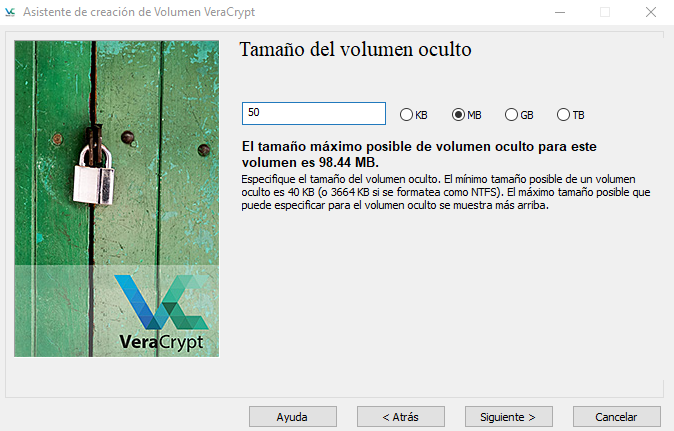 Asistente de creación de Volumen VeraCrypt
Tamaño del volumen oculto
50
KB
MB
GB
TB
El tamaño máximo posible de volumen oculto para este
volumen es 98.44 MB.
Especifique el tamaño del volumen oculto. El mínimo tamaño posible de un volumen
oculto es 40 KB (o 3664 KB si se formatea como NTFS). El máximo tamaño posible que
puede especificar para el volumen oculto se muestra más arriba.
VeraCrypt
Ayuda
< Atrás
Siguiente >
Cancelar